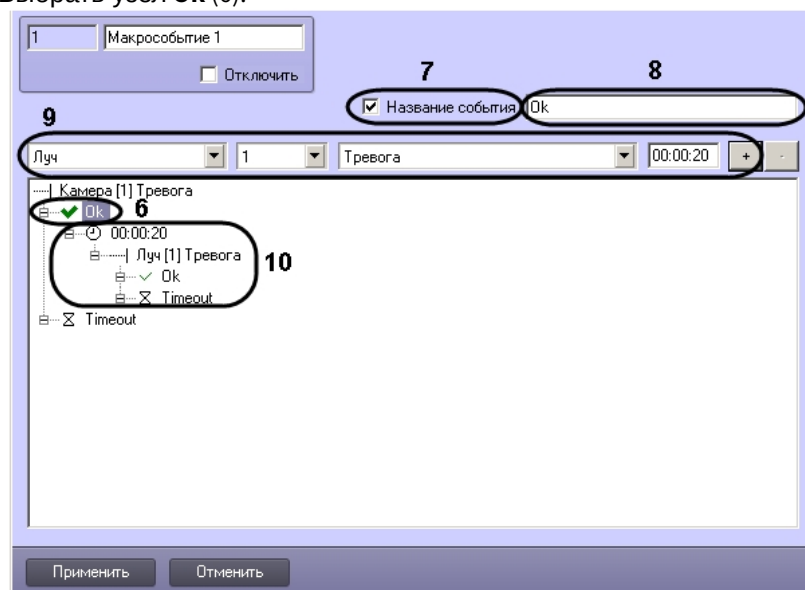 Выбрать узел Ok (6).
1 Макрособытие 1
Отключить
7 8
Название события Ok
9
Луч 1 Тревога 00:00:20 + -
Камера [1] Тревога
Ok 6
00:00:20
Луч [1] Тревога
10
Ok
Timeout
Timeout
Применить Отменить